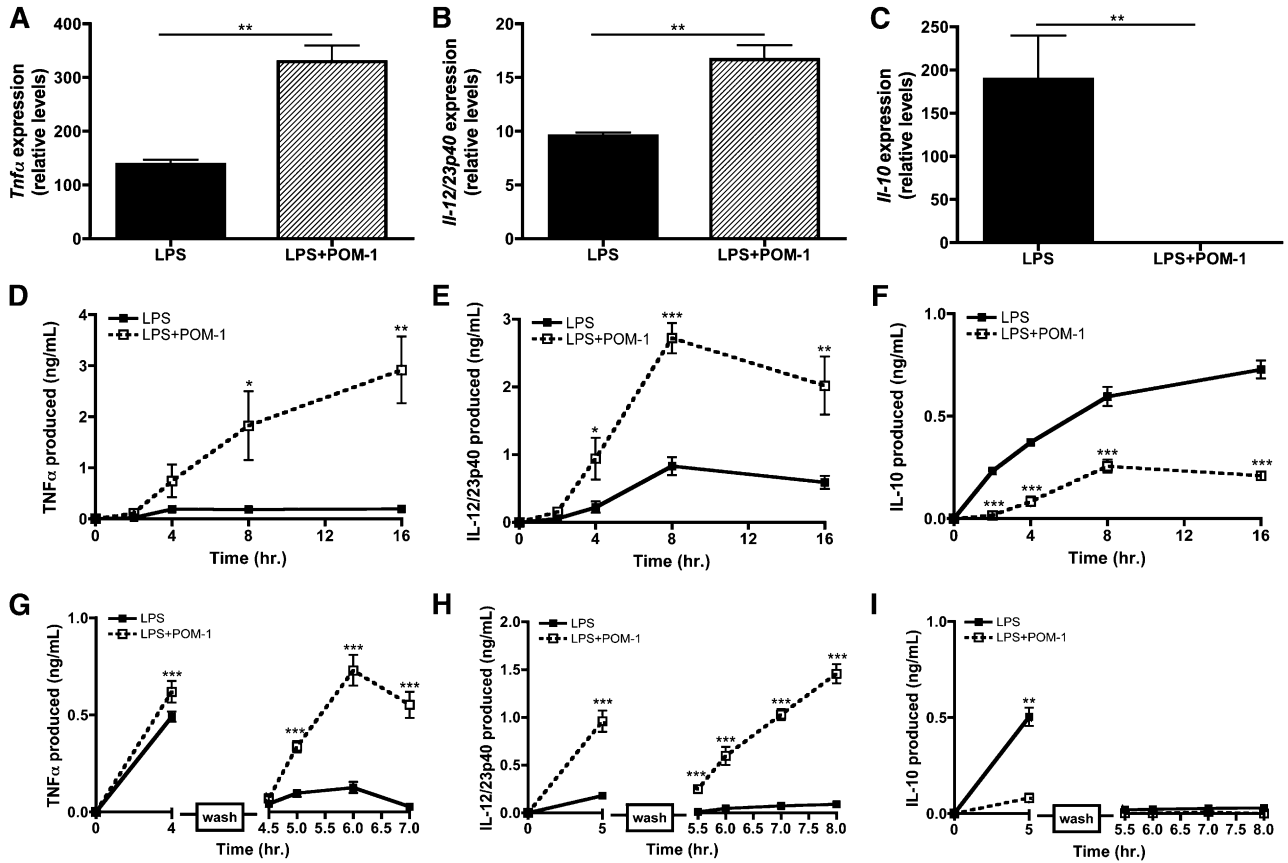 A
Tnfα expression
(relative levels)
400
300
200
100
0
**
LPS
LPS+POM-1
B
Il-12/23p40 expression
(relative levels)
20
15
10
5
0
**
LPS
LPS+POM-1
C
Il-10 expression
(relative levels)
250
200
150
100
50
0
**
LPS
LPS+POM-1
D
TNFα produced (ng/mL)
4
3
2
1
0
LPS
LPS+POM-1
*
**
0 4 8 12 16
Time (hr.)
E
IL-12/23p40 produced (ng/mL)
3
2
1
0
LPS
LPS+POM-1
*
***
**
0 4 8 12 16
Time (hr.)
F
IL-10 produced (ng/mL)
1.0
0.5
0.0
LPS
LPS+POM-1
***
***
***
***
0 4 8 12 16
Time (hr.)
G
TNFα produced (ng/mL)
1.0
0.5
0.0
LPS
LPS+POM-1
***
***
***
***
0 4 wash 4.5 5.0 5.5 6.0 6.5 7.0
Time (hr.)
H
IL-12/23p40 produced (ng/mL)
2.0
1.5
1.0
0.5
0.0
LPS
LPS+POM-1
***
***
***
***
***
0 5 wash 5.5 6.0 6.5 7.0 7.5 8.0
Time (hr.)
I
IL-10 produced (ng/mL)
1.0
0.5
0.0
LPS
LPS+POM-1
**
0 5 wash 5.5 6.0 6.5 7.0 7.5 8.0
Time (hr.)